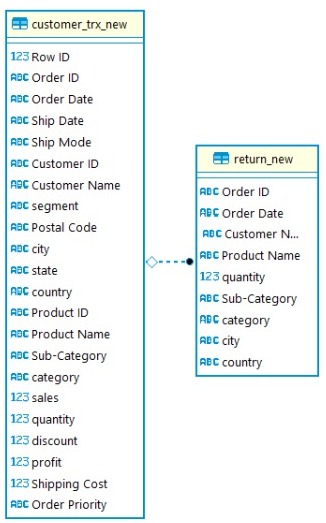 customer_trx_new
123 Row ID
ABC Order ID
ABC Order Date
ABC Ship Date
ABC Ship Mode
ABC Customer ID
ABC Customer Name
ABC segment
ABC Postal Code
ABC city
ABC state
ABC country
ABC Product ID
ABC Product Name
ABC Sub-Category
ABC category
123 sales
123 quantity
123 discount
123 profit
123 Shipping Cost
ABC Order Priority
return_new
ABC Order ID
ABC Order Date
ABC Customer N...
ABC Product Name
123 quantity
ABC Sub-Category
ABC category
ABC city
ABC country